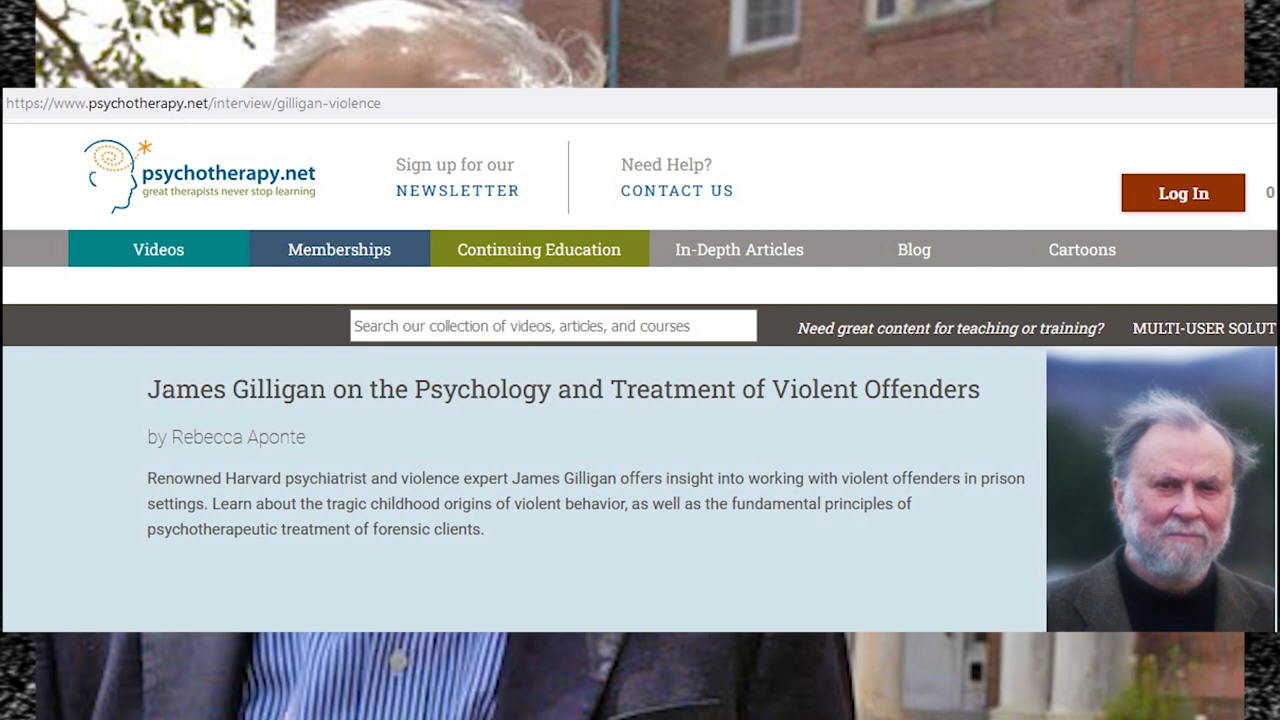 https://www.psychotherapy.net/interview/gilligan-violence
psychotherapy.net
great therapists never stop learning
Sign up for our
NEWSLETTER
Need Help?
CONTACT US
Log In
0
Videos
Memberships
Continuing Education
In-Depth Articles
Blog
Cartoons
Search our collection of videos, articles, and courses
Need great content for teaching or training?
MULTI-USER SOLUT
James Gilligan on the Psychology and Treatment of Violent Offenders
by Rebecca Aponte
Renowned Harvard psychiatrist and violence expert James Gilligan offers insight into working with violent offenders in prison
settings. Learn about the tragic childhood origins of violent behavior, as well as the fundamental principles of
psychotherapeutic treatment of forensic clients.